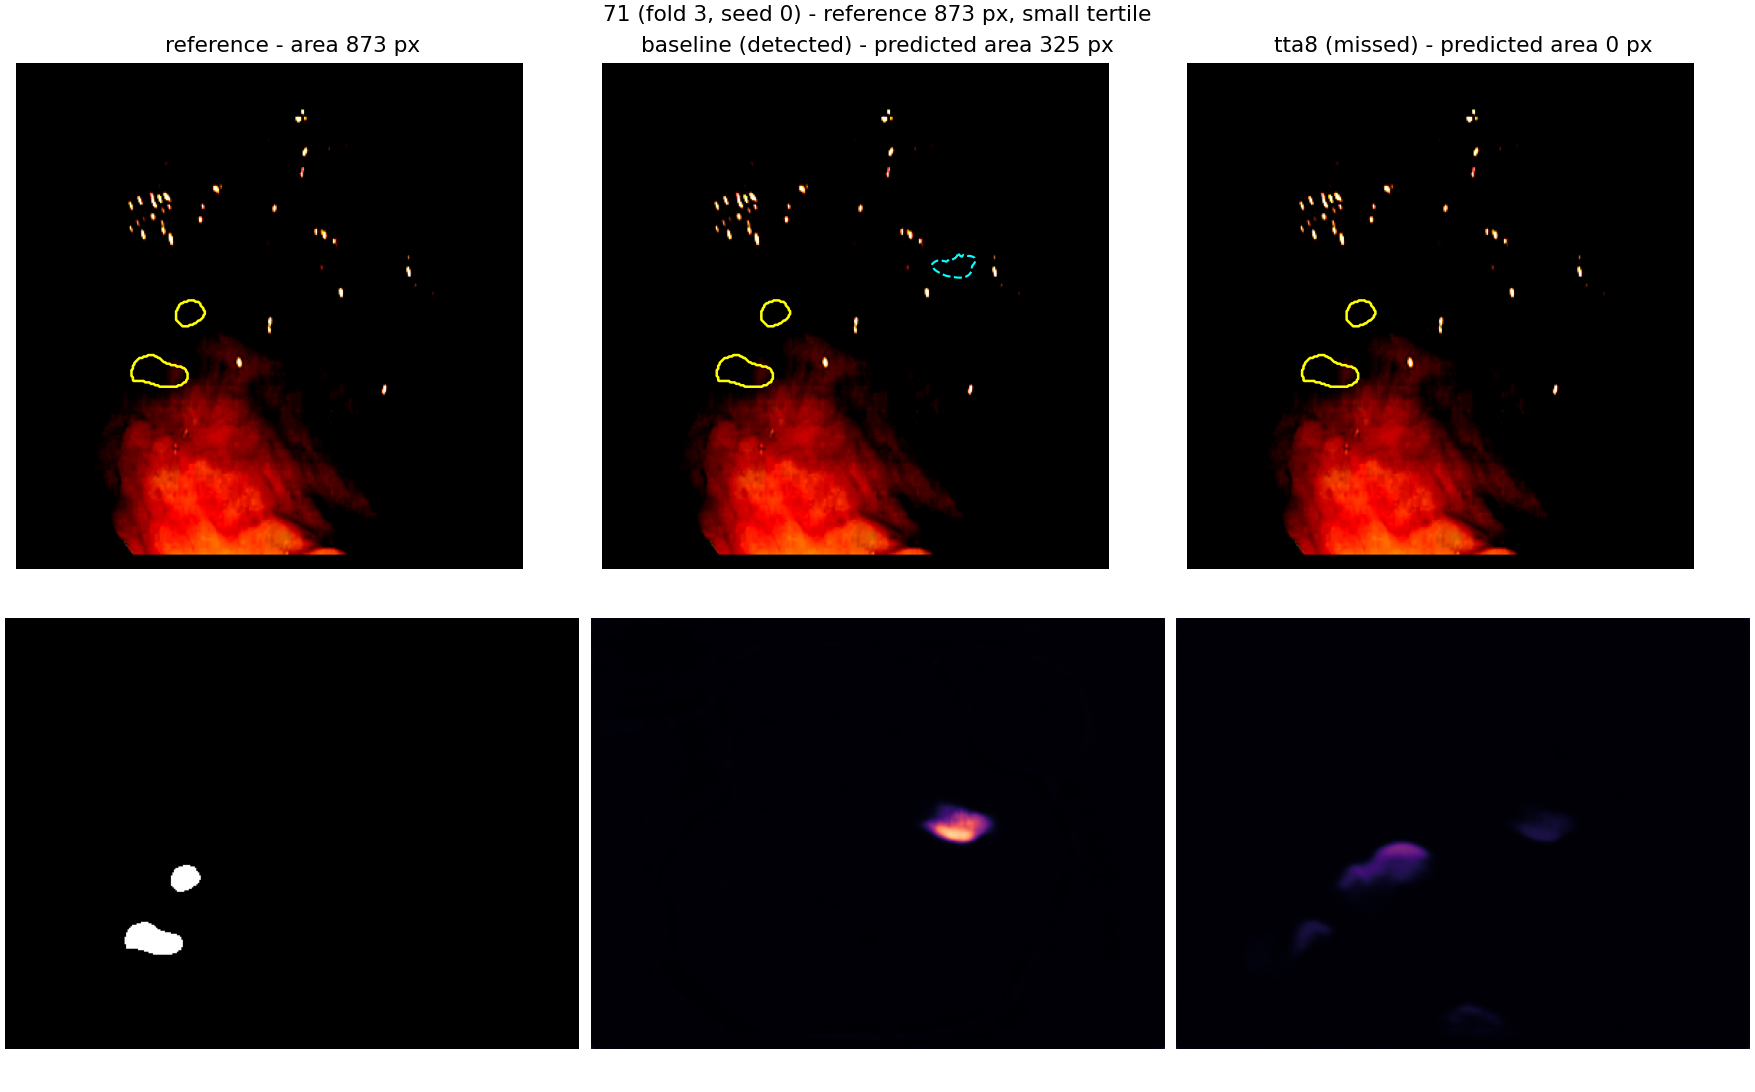 71 (fold 3, seed 0) - reference 873 px, small tertile
reference - area 873 px
baseline (detected) - predicted area 325 px
tta8 (missed) - predicted area 0 px